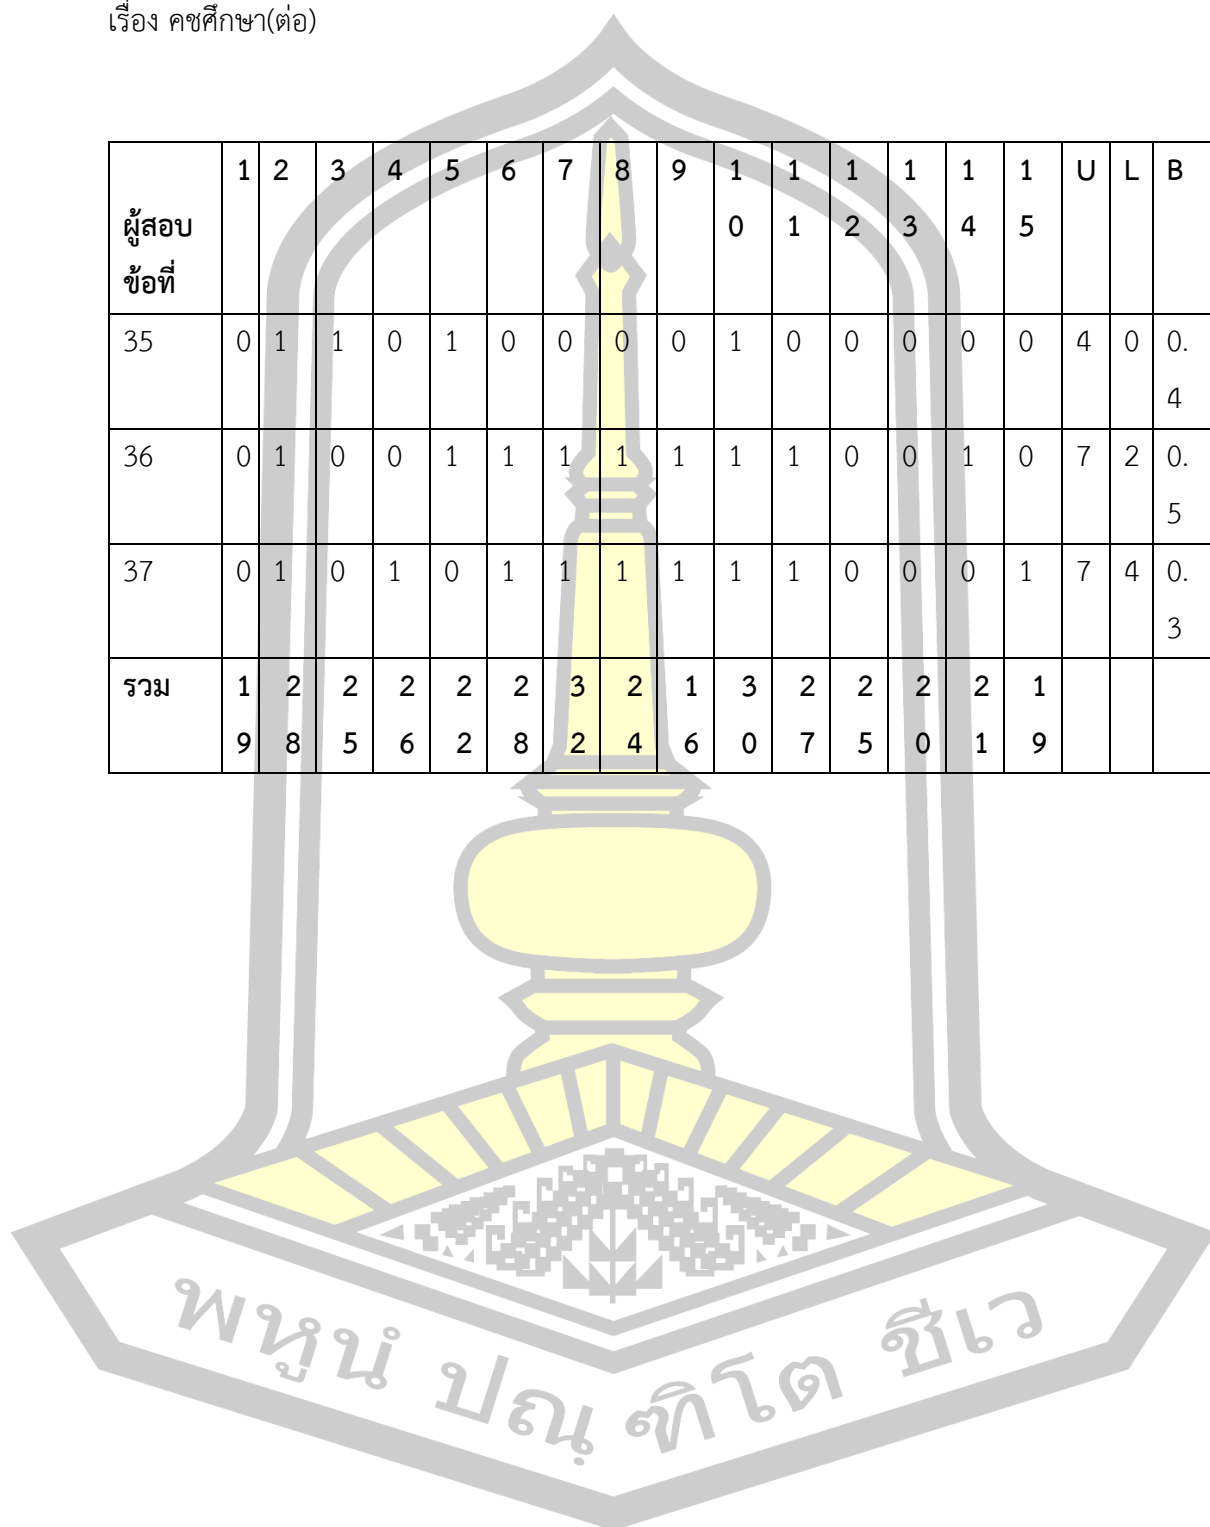 เรื่อง คชศึกษา(ต่อ)
ผู้สอบ ข้อที่ 1 2 3 4 5 6 7 8 9 10 11 12 13 14 15 U L B
35 0 1 1 0 1 0 0 0 0 1 0 0 0 0 0 4 0 0.4
36 0 1 0 0 1 1 1 1 1 1 1 0 0 1 0 7 2 0.5
37 0 1 0 1 0 1 1 1 1 1 1 0 0 0 1 7 4 0.3
รวม 19 28 25 26 22 28 32 24 16 30 27 25 20 21 19
พหูนํ ปณฺฑิโต ชีเว